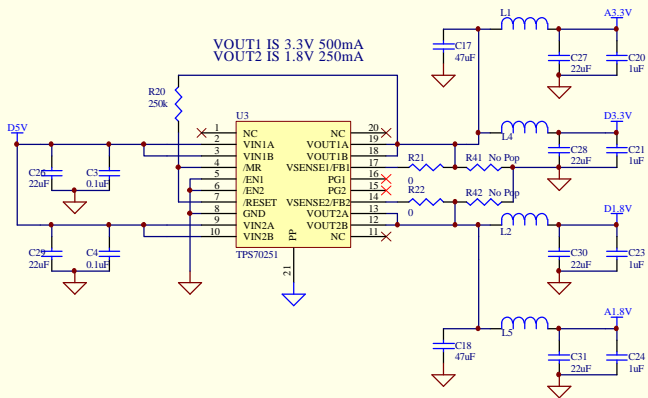 VOUT1 IS 3.3V 500mA
VOUT2 IS 1.8V 250mA
L1
A3.3V
C17
47uF
C27
22uF
C20
1uF
R20
250k
U3
D5V
1 NC
2 VIN1A
3 VIN1B
4 /MR
5 /EN1
6 /EN2
7 /RESET
8 GND
9 VIN2A
10 VIN2B
NC 20
VOUT1A 19
VOUT1B 18
VSENSE1/FB1 17
PG1 16
PG2 15
VSENSE2/FB2 14
VOUT2A 13
VOUT2B 12
NC 11
PP
21
TPS70251
C26
22uF
C3
0.1uF
C29
22uF
C4
0.1uF
R21
0
R41 No Pop
R22
0
R42 No Pop
L4
D3.3V
C28
22uF
C21
1uF
L2
D1.8V
C30
22uF
C23
1uF
C18
47uF
L5
A1.8V
C31
22uF
C24
1uF